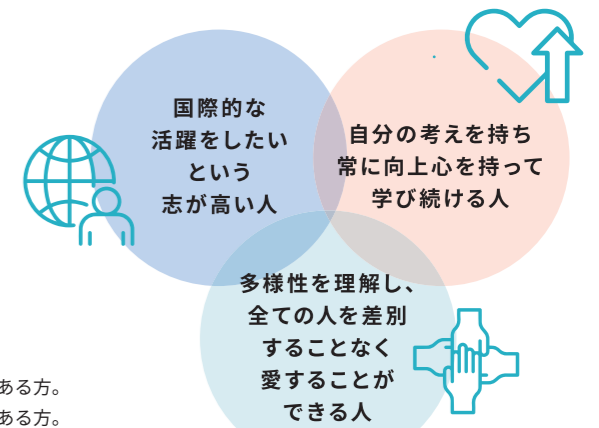 国際的な
活躍をしたい
という
志が高い人
自分の考えを持ち
常に向上心を持って
学び続ける人
多様性を理解し、
全ての人を差別
することなく
愛することが
できる人
ある方。
ある方。